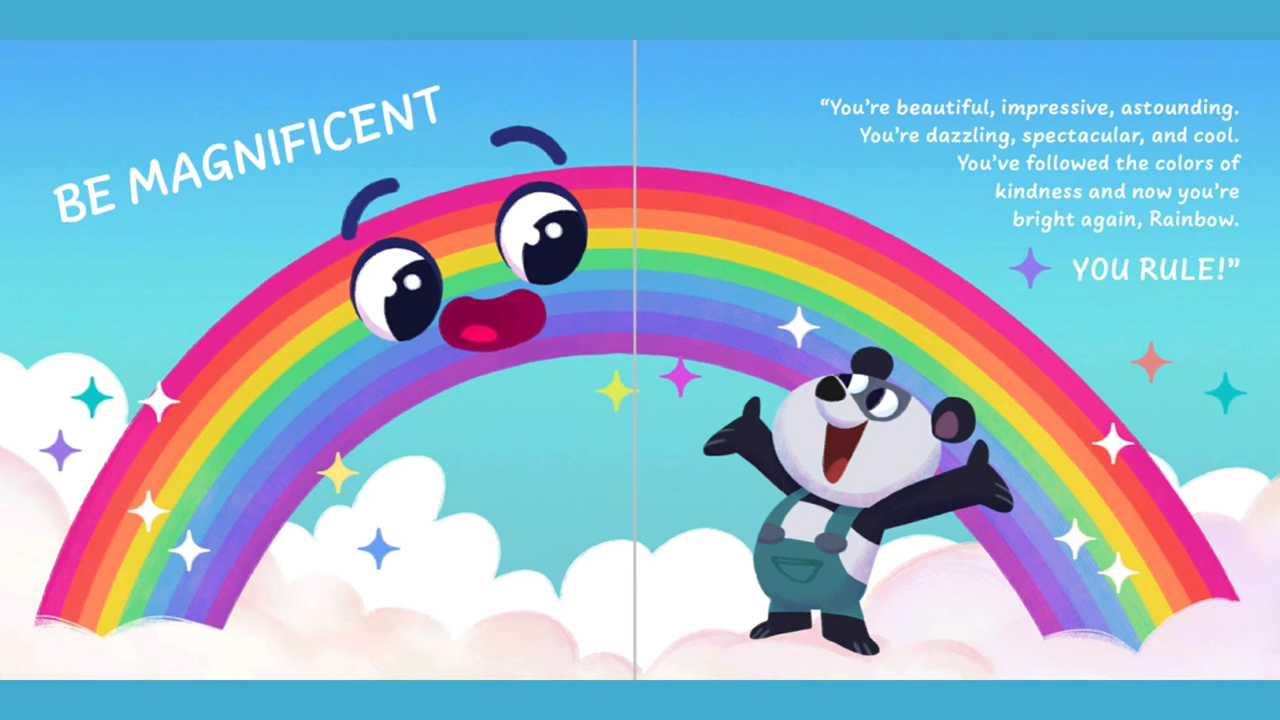 BE MAGNIFICENT
“You’re beautiful, impressive, astounding.
You’re dazzling, spectacular, and cool.
You’ve followed the colors of
kindness and now you’re
bright again, Rainbow.
YOU RULE!”